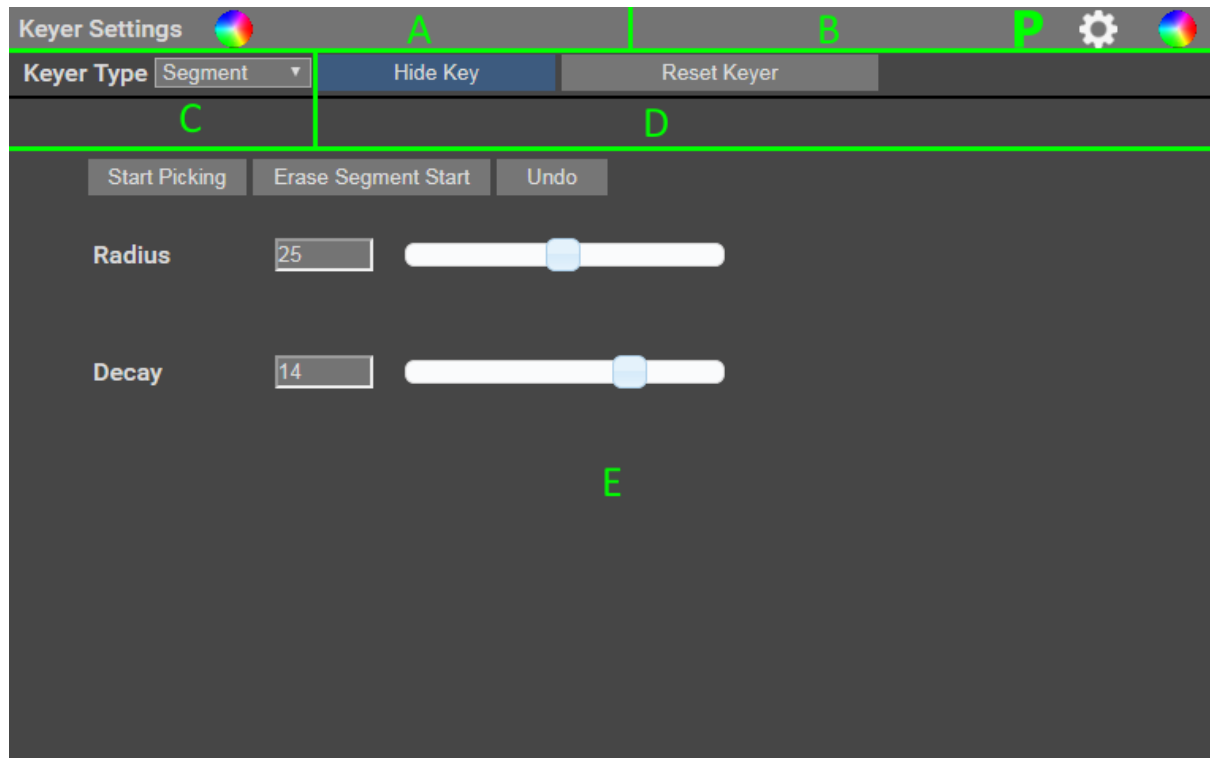 Keyer Settings A B P
Keyer Type Segment Hide Key Reset Keyer
C D
Start Picking Erase Segment Start Undo
Radius 25
Decay 14
E